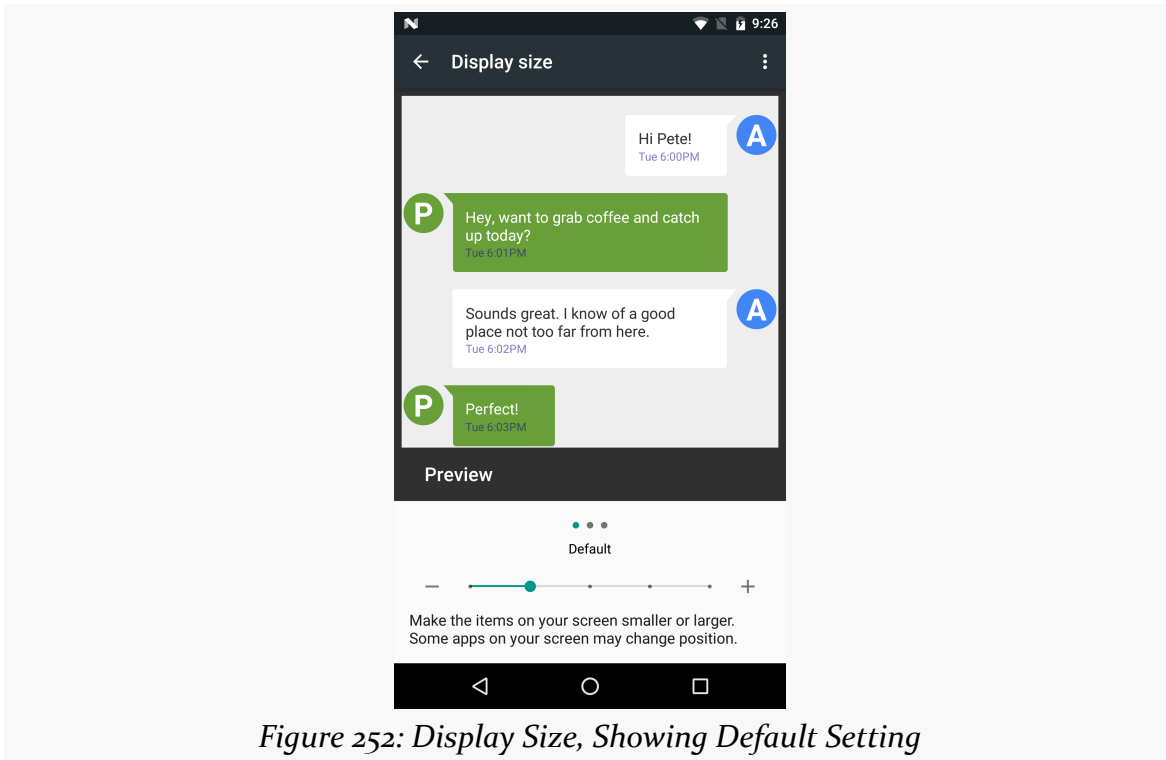 9:26
Display size
Hi Pete!
Tue 6:00PM
A
P
Hey, want to grab coffee and catch
up today?
Tue 6:01PM
Sounds great. I know of a good
place not too far from here.
Tue 6:02PM
A
P
Perfect!
Tue 6:03PM
Preview
Default
Make the items on your screen smaller or larger.
Some apps on your screen may change position.
Figure 252: Display Size, Showing Default Setting